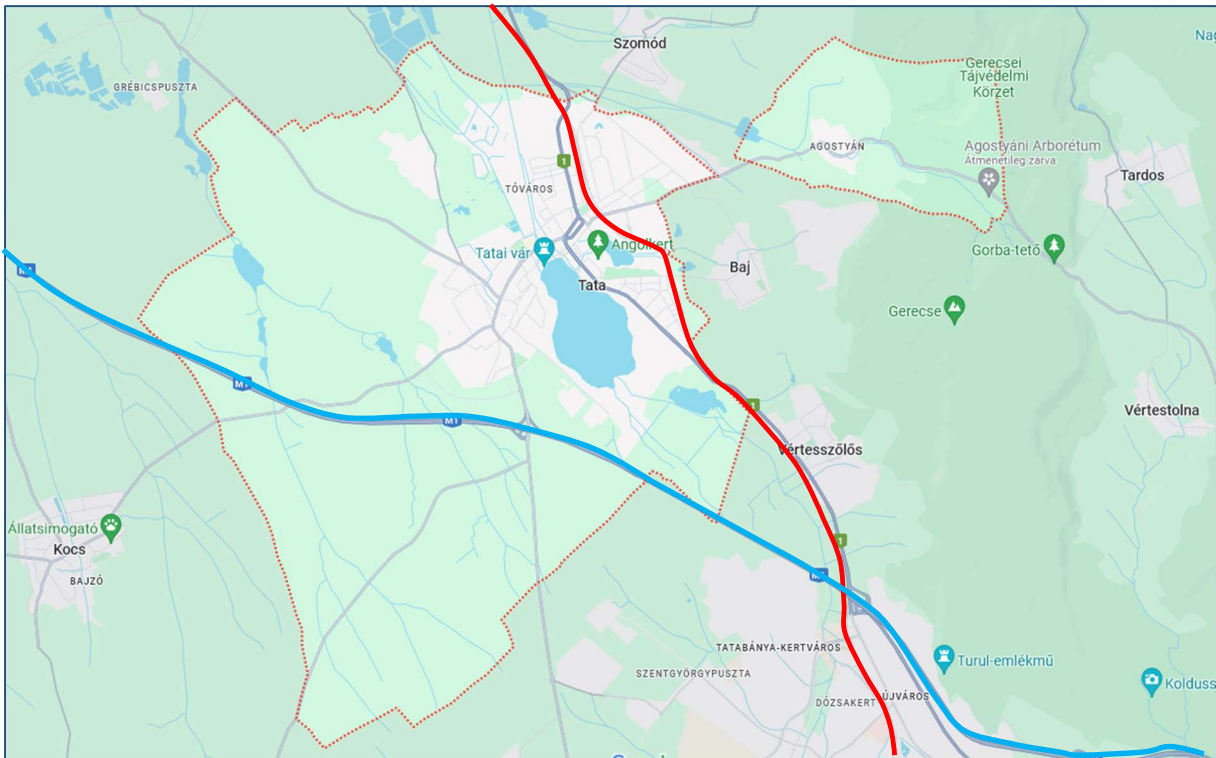 Szomód
Nag
GRÉBICSPUSZTA
Gerecsei
Tájvédelmi
Körzet
AGOSTYÁN
Agostyáni Arborétum
Átmenetileg zárva
1
Tardos
TÓVÁROS
Tatai vár
Angolkert
Gorba-tető
Baj
M1
Tata
Gerecse
M1
1
Vértestolna
M1
Vértesszőlős
Állatsimogató
Kocs
1
BAJZÓ
TATABÁNYA-KERTVÁROS
Turul-emlékmű
SZENTGYÖRGYPUSZTA
Kolduss
DÓZSAKERT
ÚJVÁROS